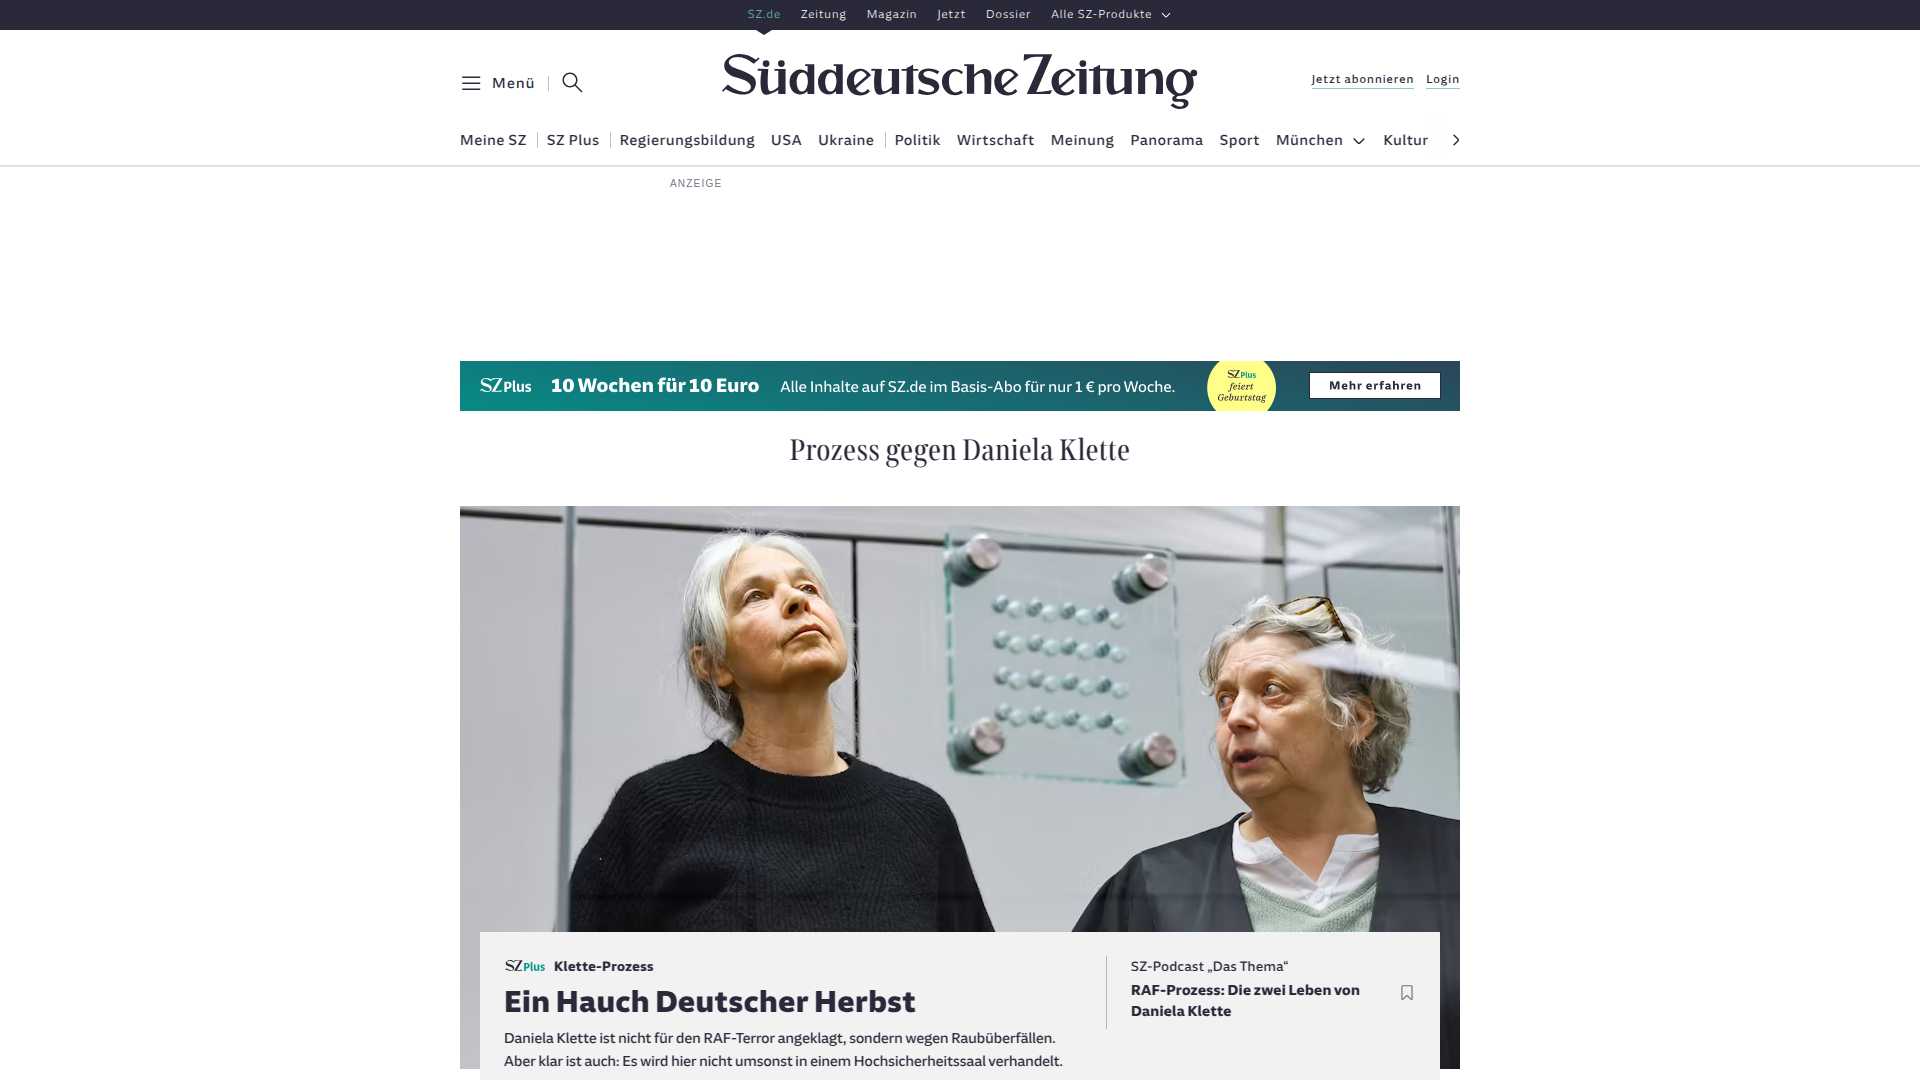 SZ.de Zeitung Magazin Jetzt Dossier Alle SZ-Produkte
Menü
Süddeutsche Zeitung
Jetzt abonnieren Login
Meine SZ SZ Plus Regierungsbildung USA Ukraine Politik Wirtschaft Meinung Panorama Sport München Kultur
ANZEIGE
SZ Plus 10 Wochen für 10 Euro Alle Inhalte auf SZ.de im Basis-Abo für nur 1 € pro Woche.
SZ Plus
feiert
Geburtstag
Mehr erfahren
Prozess gegen Daniela Klette
SZ Plus Klette-Prozess
Ein Hauch Deutscher Herbst
Daniela Klette ist nicht für den RAF-Terror angeklagt, sondern wegen Raubüberfällen.
Aber klar ist auch: Es wird hier nicht umsonst in einem Hochsicherheitssaal verhandelt.
SZ-Podcast „Das Thema“
RAF-Prozess: Die zwei Leben von
Daniela Klette